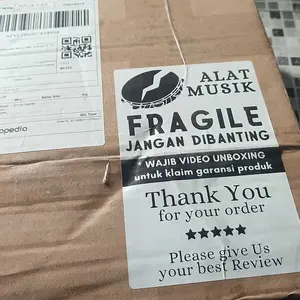 opedia
ALAT
MUSIK
FRAGILE
JANGAN DIBANTING
* WAJIB VIDEO UNBOXING
untuk klaim garansi produk
Thank You
for your order
Please give Us
your best Review